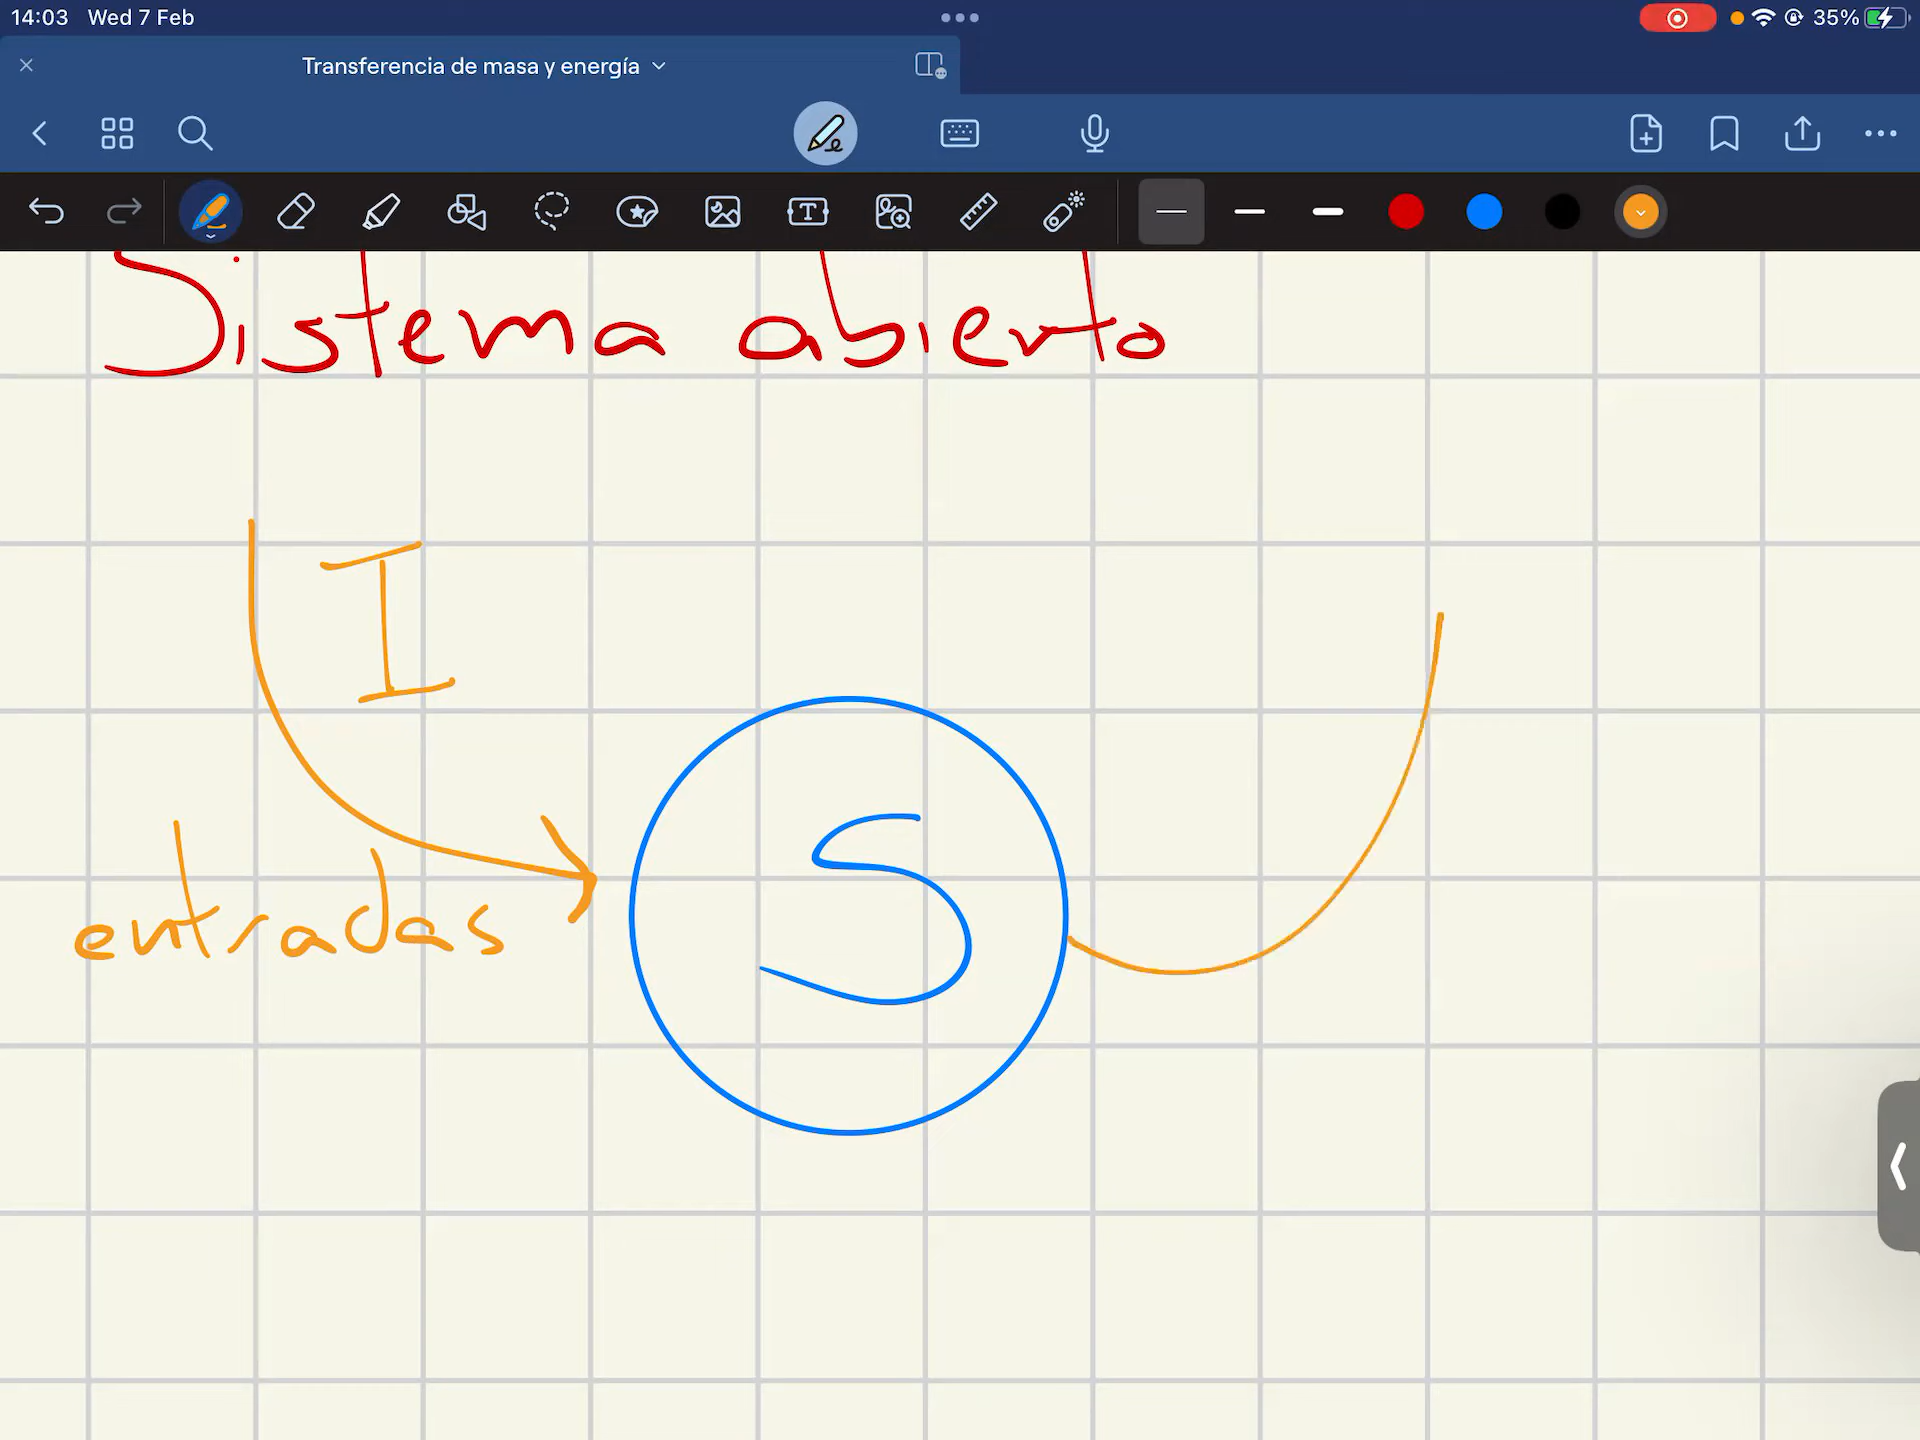 14:03 Wed 7 Feb
35%
Transferencia de masa y energía
Sistema abierto
I
entradas
S